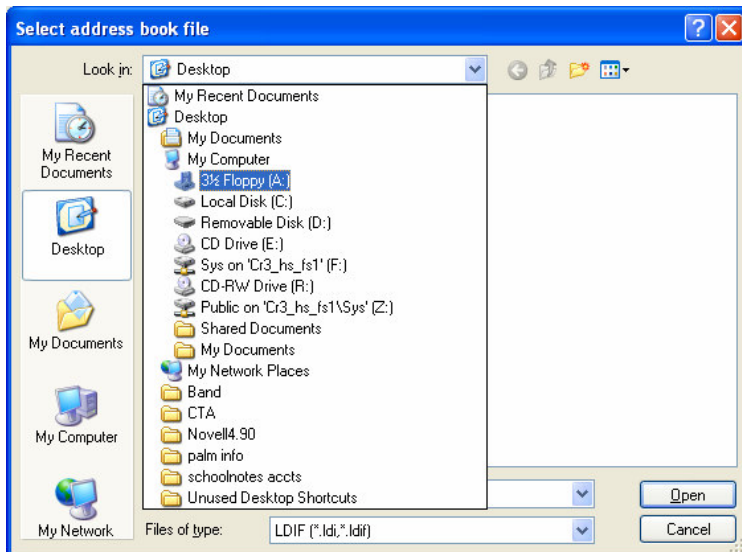 Select address book file
Look in: Desktop
My Recent Documents
Desktop
My Documents
My Computer
3½ Floppy (A:)
Local Disk (C:)
Removable Disk (D:)
CD Drive (E:)
Sys on 'Cr3_hs_fs1' (F:)
CD-RW Drive (R:)
Public on 'Cr3_hs_fs1\Sys' (Z:)
Shared Documents
My Documents
My Network Places
Band
CTA
Novell4.90
palm info
schoolnotes accts
Unused Desktop Shortcuts
My Recent
Documents
Desktop
My Documents
My Computer
My Network
Open
Files of type: LDIF (*.ldi,*.ldif)
Cancel